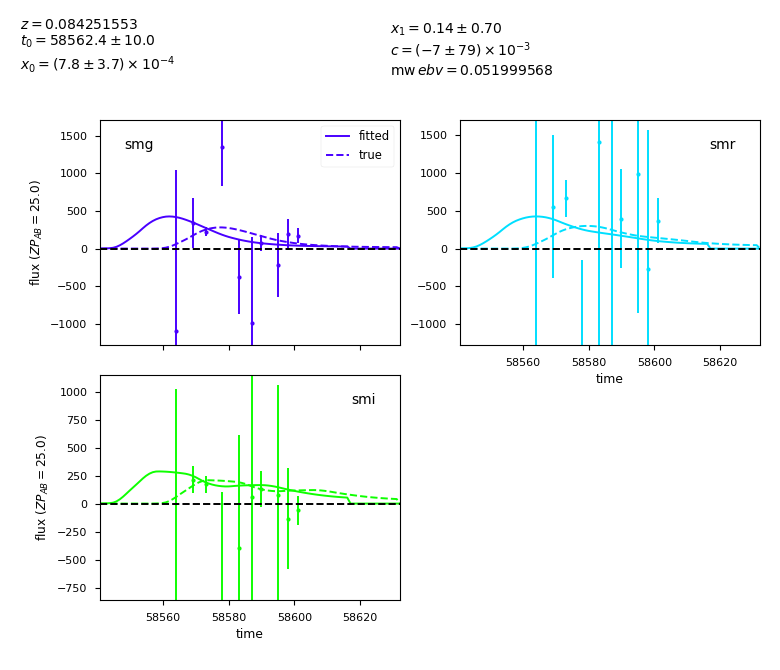 z = 0.084251553
t₀ = 58562.4 ± 10.0
x₀ = (7.8 ± 3.7) × 10⁻⁴
x₁ = 0.14 ± 0.70
c = (−7 ± 79) × 10⁻³
mw ebv = 0.051999568
smg
fitted
true
1500
1000
500
0
−500
−1000
flux (ZP_AB = 25.0)
smr
1500
1000
500
0
−500
−1000
58560 58580 58600 58620
time
smi
1000
750
500
250
0
−250
−500
−750
flux (ZP_AB = 25.0)
58560 58580 58600 58620
time